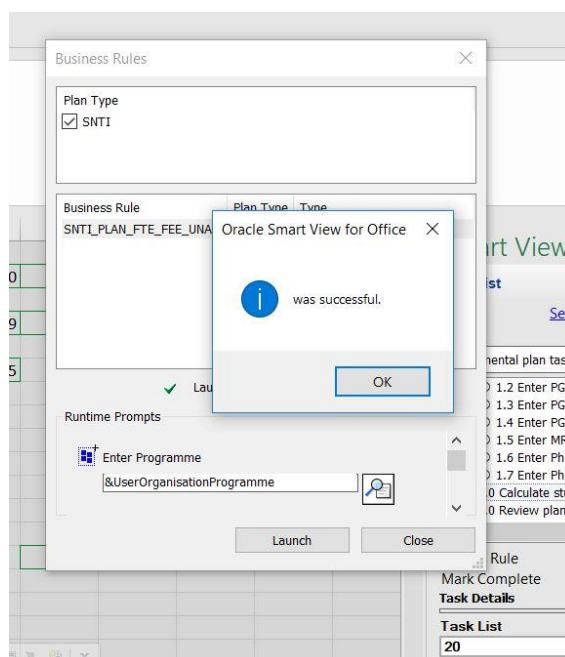 Business Rules
Plan Type
SNTI
Business Rule Plan Type Type
SNTI_PLAN_FTE_FEE_UNA
Oracle Smart View for Office
was successful.
OK
Runtime Prompts
Enter Programme
&UserOrganisationProgramme
Launch Close
0
9
5
rt View
ist
Se
nental plan tas
1.2 Enter PG
1.3 Enter PG
1.4 Enter PG
1.5 Enter MR
1.6 Enter Ph
1.7 Enter Ph
.0 Calculate stu
.0 Review plan
Rule
Mark Complete
Task Details
Task List
20